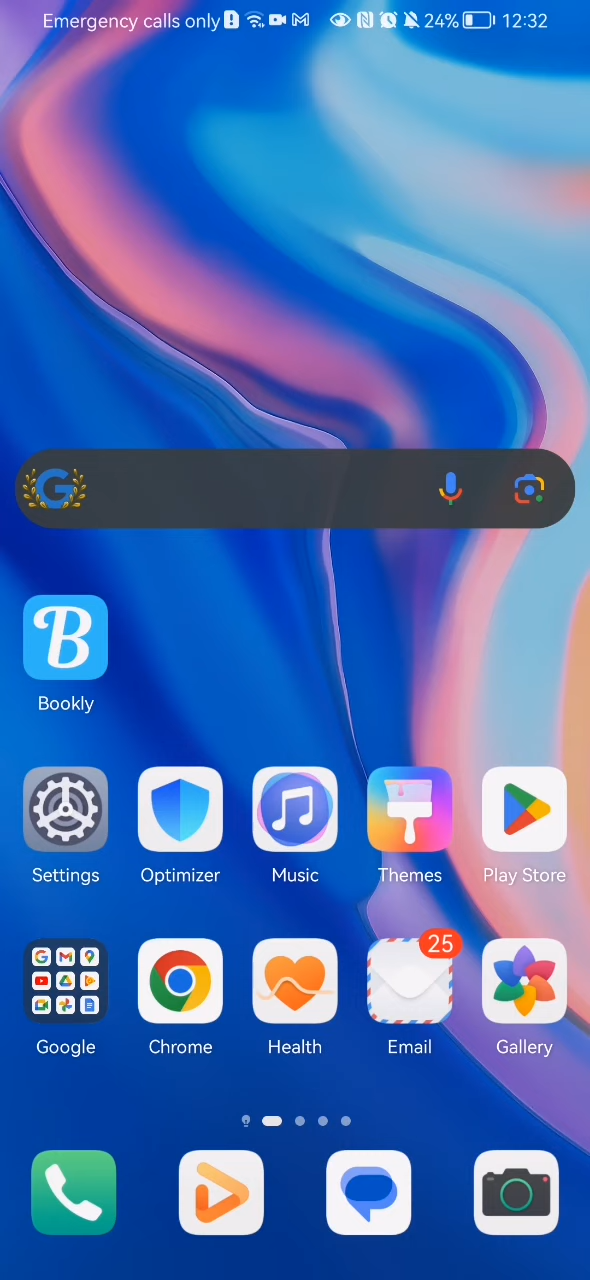 Emergency calls only 24% 12:32
G
B
Bookly
Settings Optimizer Music Themes Play Store
25
Google Chrome Health Email Gallery